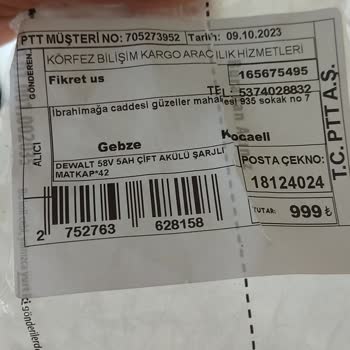 PTT MÜŞTERİ NO: 705273952 Tarih: 09.10.2023
GÖNDEREN
KÖRFEZ BİLİŞİM KARGO ARACILIK HİZMETLERİ
Fikret us
165675495
TEL: 5374028832
ALICI
İbrahimağa caddesi güzeller mahallesi 935 sokak no 7
Gebze Kocaeli
DEWALT 58V 5AH ÇİFT AKÜLÜ ŞARJLI
MATKAP*42
POSTA ÇEKNO:
18124024
TUTAR: 999 ₺
2 752763 628158
T.C. PTT A.Ş.